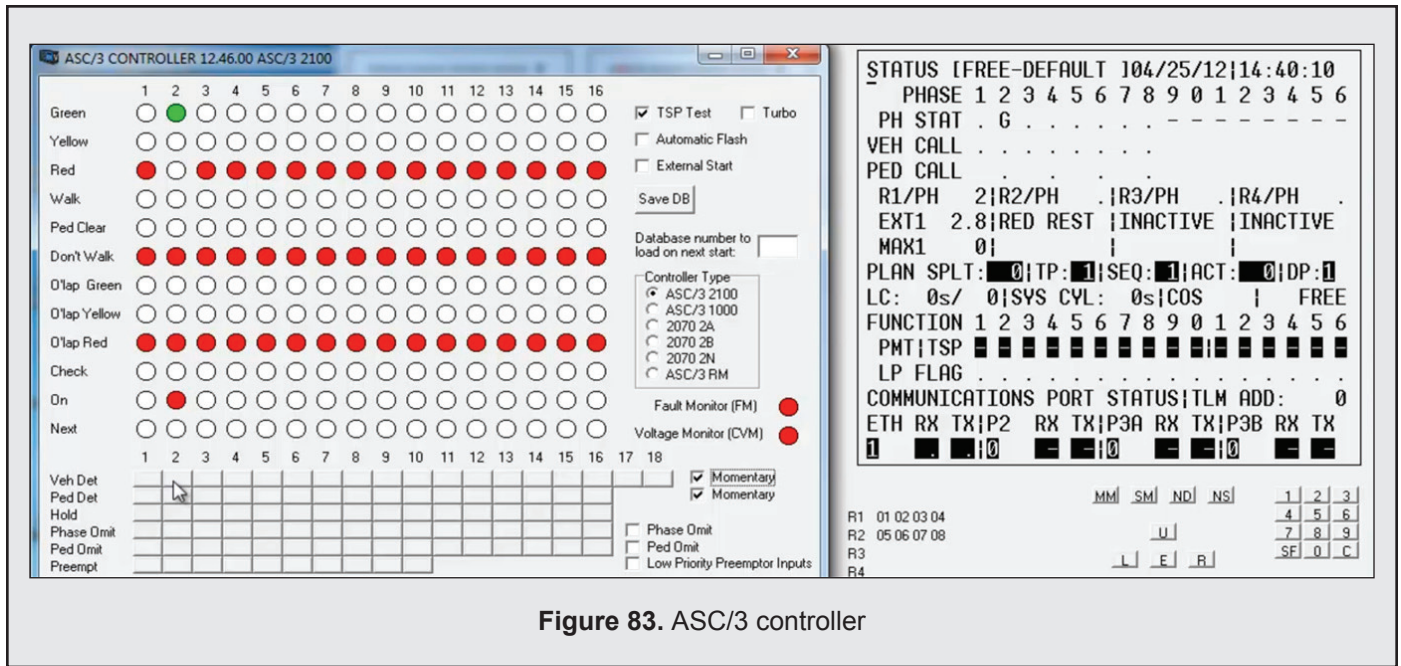 ASC/3 CONTROLLER 12.46.00 ASC/3 2100
1 2 3 4 5 6 7 8 9 10 11 12 13 14 15 16
Green
Yellow
Red
Walk
Ped Clear
Don't Walk
O'lap Green
O'lap Yellow
O'lap Red
Check
On
Next
1 2 3 4 5 6 7 8 9 10 11 12 13 14 15 16 17 18
Veh Det
Ped Det
Hold
Phase Omit
Ped Omit
Preempt
TSP Test
Turbo
Automatic Flash
External Start
Save DB
Database number to
load on next start:
Controller Type
ASC/3 2100
ASC/3 1000
2070 2A
2070 2B
2070 2N
ASC/3 RM
Fault Monitor (FM)
Voltage Monitor (CVM)
Momentary
Momentary
Phase Omit
Ped Omit
Low Priority Preemptor Inputs
STATUS [FREE-DEFAULT ]04/25/12|14:40:10
PHASE 1 2 3 4 5 6 7 8 9 0 1 2 3 4 5 6
PH STAT . G . . . . . . - - - - - - - -
VEH CALL . . . . . . . .
PED CALL . . . .
R1/PH 2|R2/PH .|R3/PH .|R4/PH .
EXT1 2.8|RED REST |INACTIVE |INACTIVE
MAX1 0| | |
PLAN SPLT: 0|TP: 1|SEQ: 1|ACT: 0|DP:1
LC: 0s/ 0|SYS CYL: 0s|COS | FREE
FUNCTION 1 2 3 4 5 6 7 8 9 0 1 2 3 4 5 6
PMT|TSP - - - - - - - - - -|- - - - - -
LP FLAG . . . . . . . . . . . . . . . .
COMMUNICATIONS PORT STATUS|TLM ADD: 0
ETH RX TX|P2 RX TX|P3A RX TX|P3B RX TX
1 . .|0 - -|0 - -|0 - -
R1 01 02 03 04
R2 05 06 07 08
R3
R4
MM SM ND NS
U
L E R
1 2 3
4 5 6
7 8 9
SF 0 C
Figure 83. ASC/3 controller